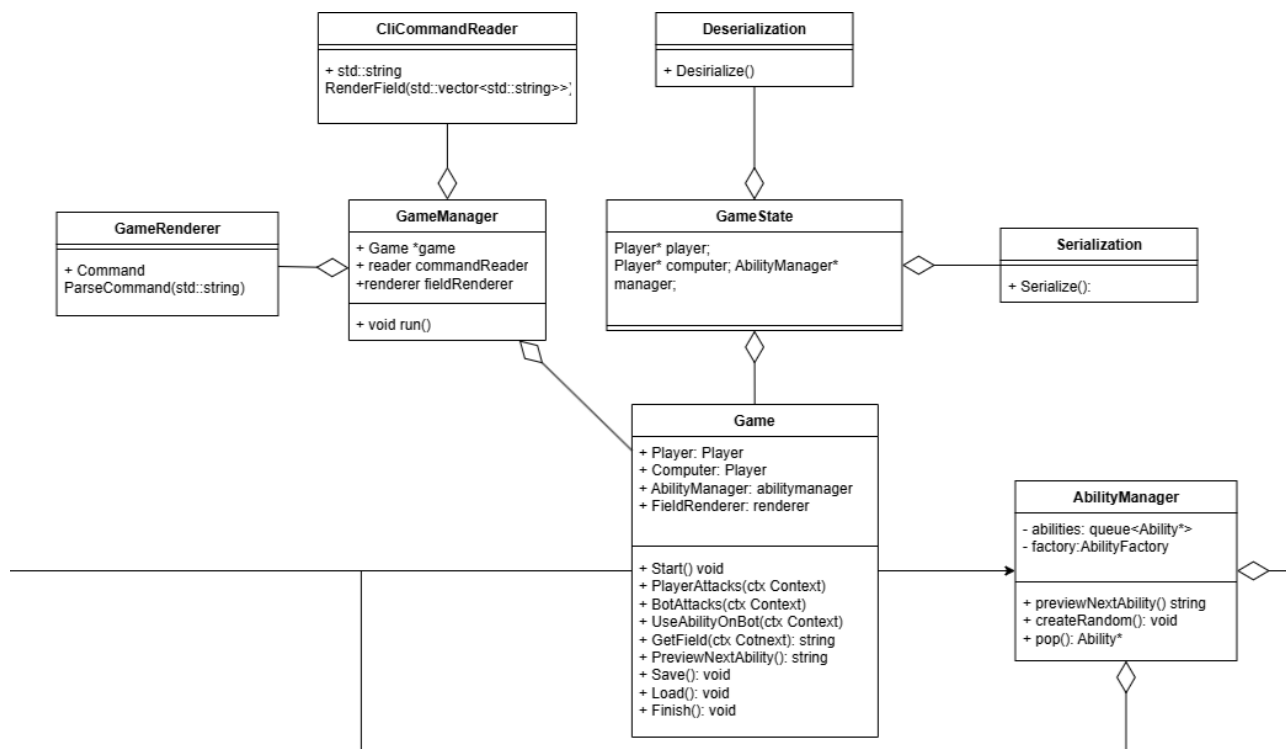 CliCommandReader
+ std::string
RenderField(std::vector<std::string>>)
Deserialization
+ Desirialize()
GameRenderer
+ Command
ParseCommand(std::string)
GameManager
+ Game *game
+ reader commandReader
+renderer fieldRenderer
+ void run()
GameState
Player* player;
Player* computer; AbilityManager*
manager;
Serialization
+ Serialize():
Game
+ Player: Player
+ Computer: Player
+ AbilityManager: abilitymanager
+ FieldRenderer: renderer
+ Start() void
+ PlayerAttacks(ctx Context)
+ BotAttacks(ctx Context)
+ UseAbilityOnBot(ctx Context)
+ GetField(ctx Cotnext): string
+ PreviewNextAbility(): string
+ Save(): void
+ Load(): void
+ Finish(): void
AbilityManager
- abilities: queue<Ability*>
- factory:AbilityFactory
+ previewNextAbility() string
+ createRandom(): void
+ pop(): Ability*